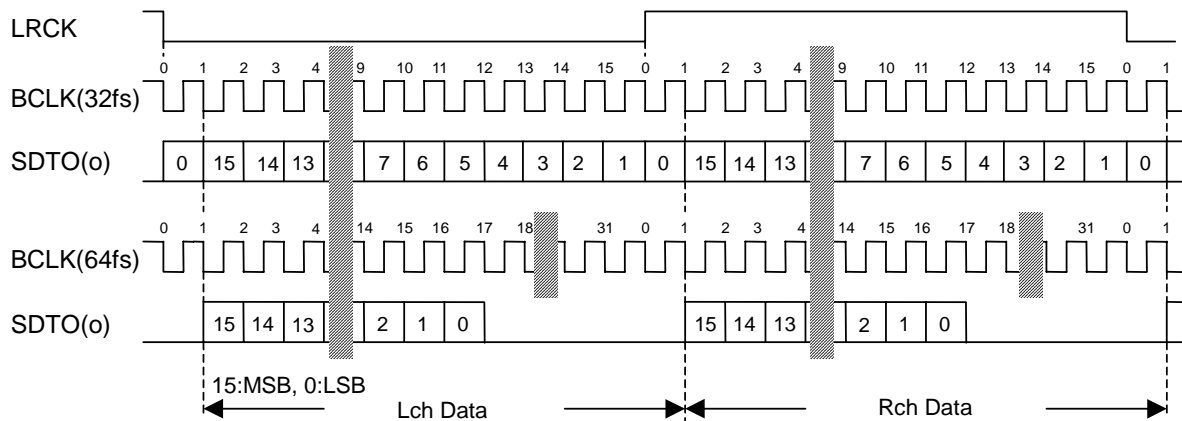 LRCK
0 1 2 3 4 9 10 11 12 13 14 15 0 1 2 3 4 9 10 11 12 13 14 15 0 1
BCLK(32fs)
SDTO(o) 0 15 14 13 7 6 5 4 3 2 1 0 15 14 13 7 6 5 4 3 2 1 0
0 1 2 3 4 14 15 16 17 18 31 0 1 2 3 4 14 15 16 17 18 31 0 1
BCLK(64fs)
SDTO(o) 15 14 13 2 1 0 15 14 13 2 1 0
15:MSB, 0:LSB
Lch Data Rch Data